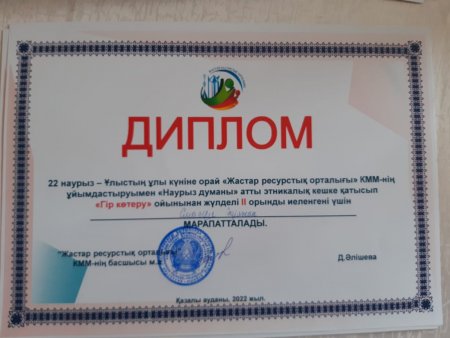 ДИПЛОМ
22 наурыз – Ұлыстың ұлы күніне орай «Жастар ресурстық орталығы» КММ-нің
ұйымдастыруымен «Наурыз думаны» атты этникалық кешке қатысып
«Гір көтеру» ойынынан жүлделі II орынды иеленгені үшін
МАРАПАТТАЛАДЫ.
"Жастар ресурстық орталығы"
КММ-нің басшысы м.а
Д.Әлішева
Қазалы ауданы, 2022 жыл.